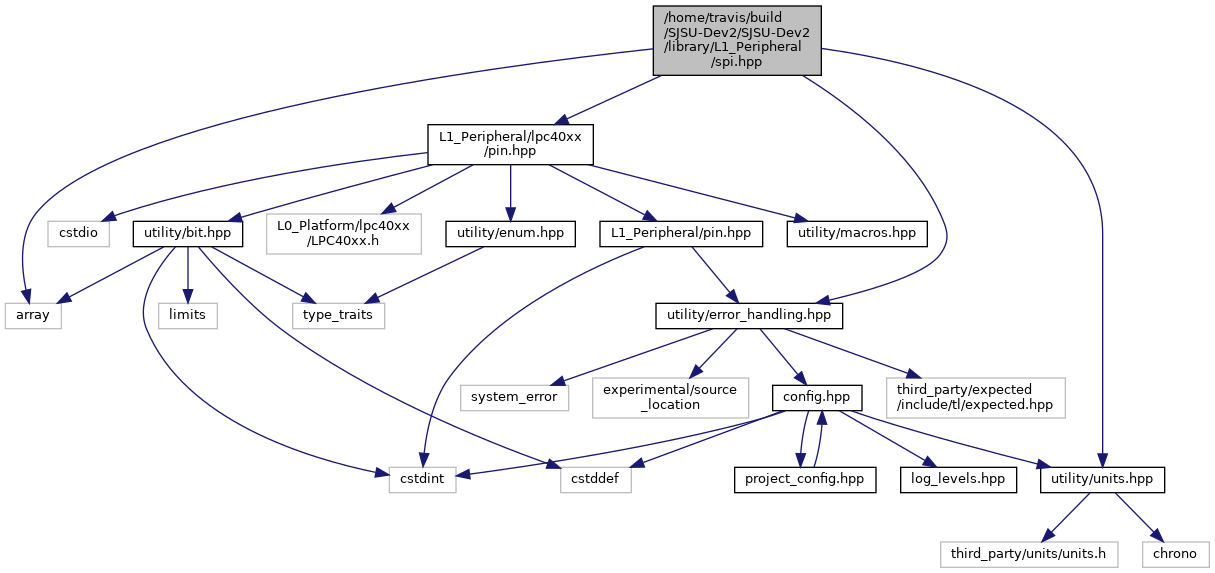 /home/travis/build
/SJSU-Dev2/SJSU-Dev2
/library/L1_Peripheral
/spi.hpp
L1_Peripheral/lpc40xx
/pin.hpp
cstdio
utility/bit.hpp
L0_Platform/lpc40xx
/LPC40xx.h
utility/enum.hpp
L1_Peripheral/pin.hpp
utility/macros.hpp
array
limits
type_traits
utility/error_handling.hpp
system_error
experimental/source
_location
config.hpp
third_party/expected
/include/tl/expected.hpp
cstdint
cstddef
project_config.hpp
log_levels.hpp
utility/units.hpp
third_party/units/units.h
chrono